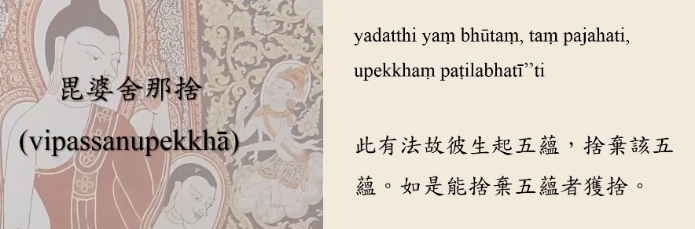 毘婆舍那捨
(vipassanupekkhā)
yadatthi yaṃ bhūtaṃ, taṃ pajahati,
upekkhaṃ paṭilabhatī’’ti
此有法故彼生起五蘊，捨棄該五
蘊。如是能捨棄五蘊者獲捨。